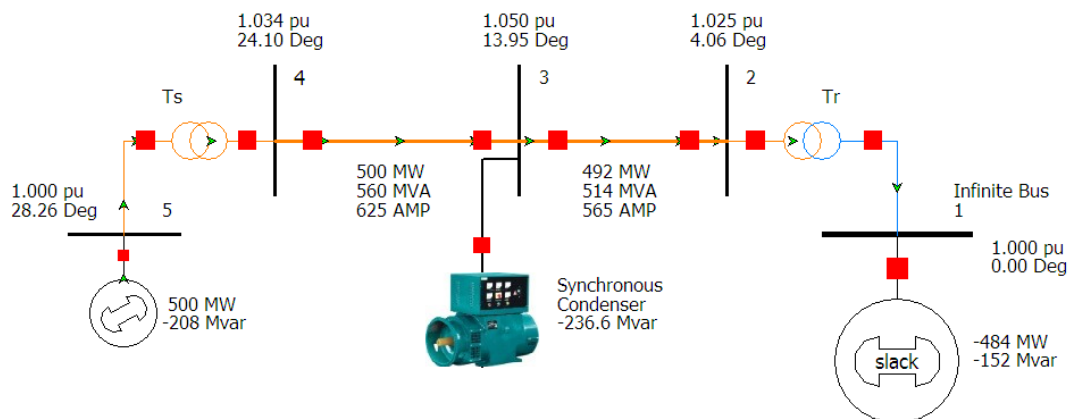 1.034 pu
24.10 Deg
4
1.050 pu
13.95 Deg
3
1.025 pu
4.06 Deg
2
Ts
Tr
500 MW
560 MVA
625 AMP
492 MW
514 MVA
565 AMP
1.000 pu
28.26 Deg
5
Infinite Bus
1
1.000 pu
0.00 Deg
500 MW
-208 Mvar
Synchronous
Condenser
-236.6 Mvar
slack
-484 MW
-152 Mvar